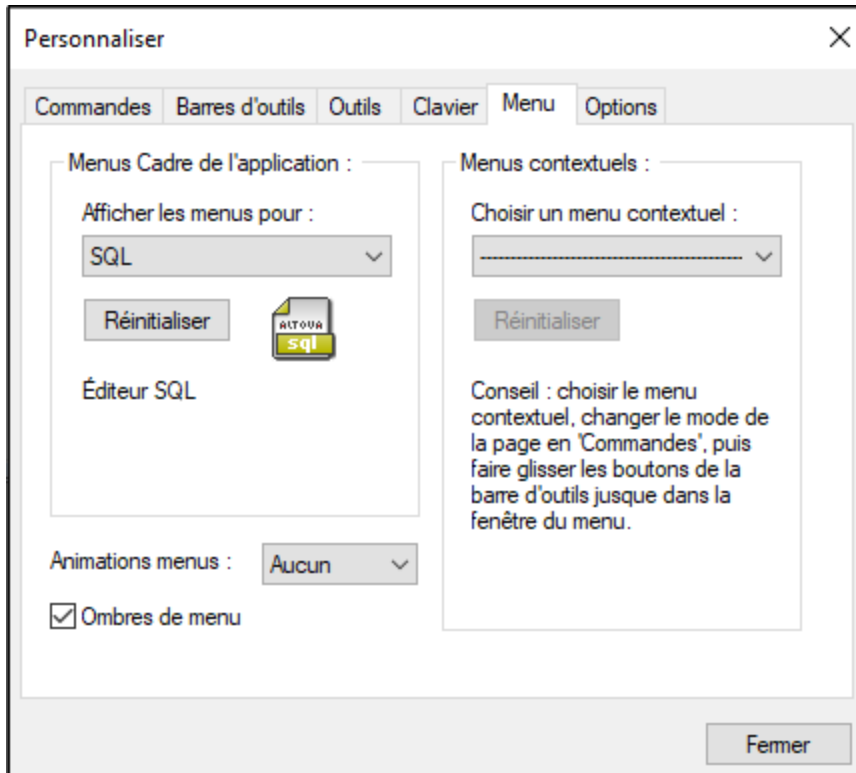 Personnaliser
Commandes Barres d'outils Outils Clavier Menu Options
Menus Cadre de l'application :
Afficher les menus pour :
SQL
Réinitialiser
ALTOVA
sql
Éditeur SQL
Animations menus : Aucun
Ombres de menu
Menus contextuels :
Choisir un menu contextuel :
Réinitialiser
Conseil : choisir le menu
contextuel, changer le mode de
la page en 'Commandes', puis
faire glisser les boutons de la
barre d'outils jusque dans la
fenêtre du menu.
Fermer